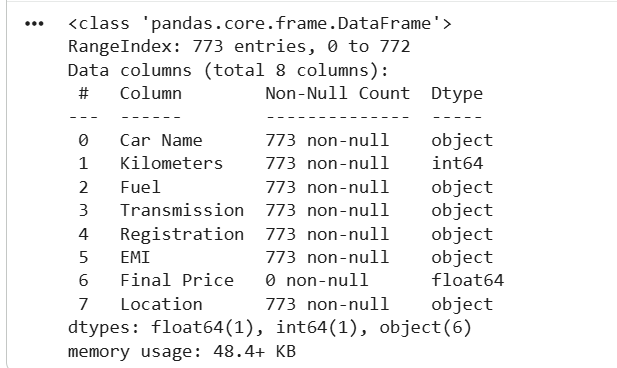 ••• <class 'pandas.core.frame.DataFrame'>
RangeIndex: 773 entries, 0 to 772
Data columns (total 8 columns):
 #   Column        Non-Null Count  Dtype
---  ------        --------------  -----
 0   Car Name      773 non-null    object
 1   Kilometers    773 non-null    int64
 2   Fuel          773 non-null    object
 3   Transmission  773 non-null    object
 4   Registration  773 non-null    object
 5   EMI           773 non-null    object
 6   Final Price   0 non-null      float64
 7   Location      773 non-null    object
dtypes: float64(1), int64(1), object(6)
memory usage: 48.4+ KB